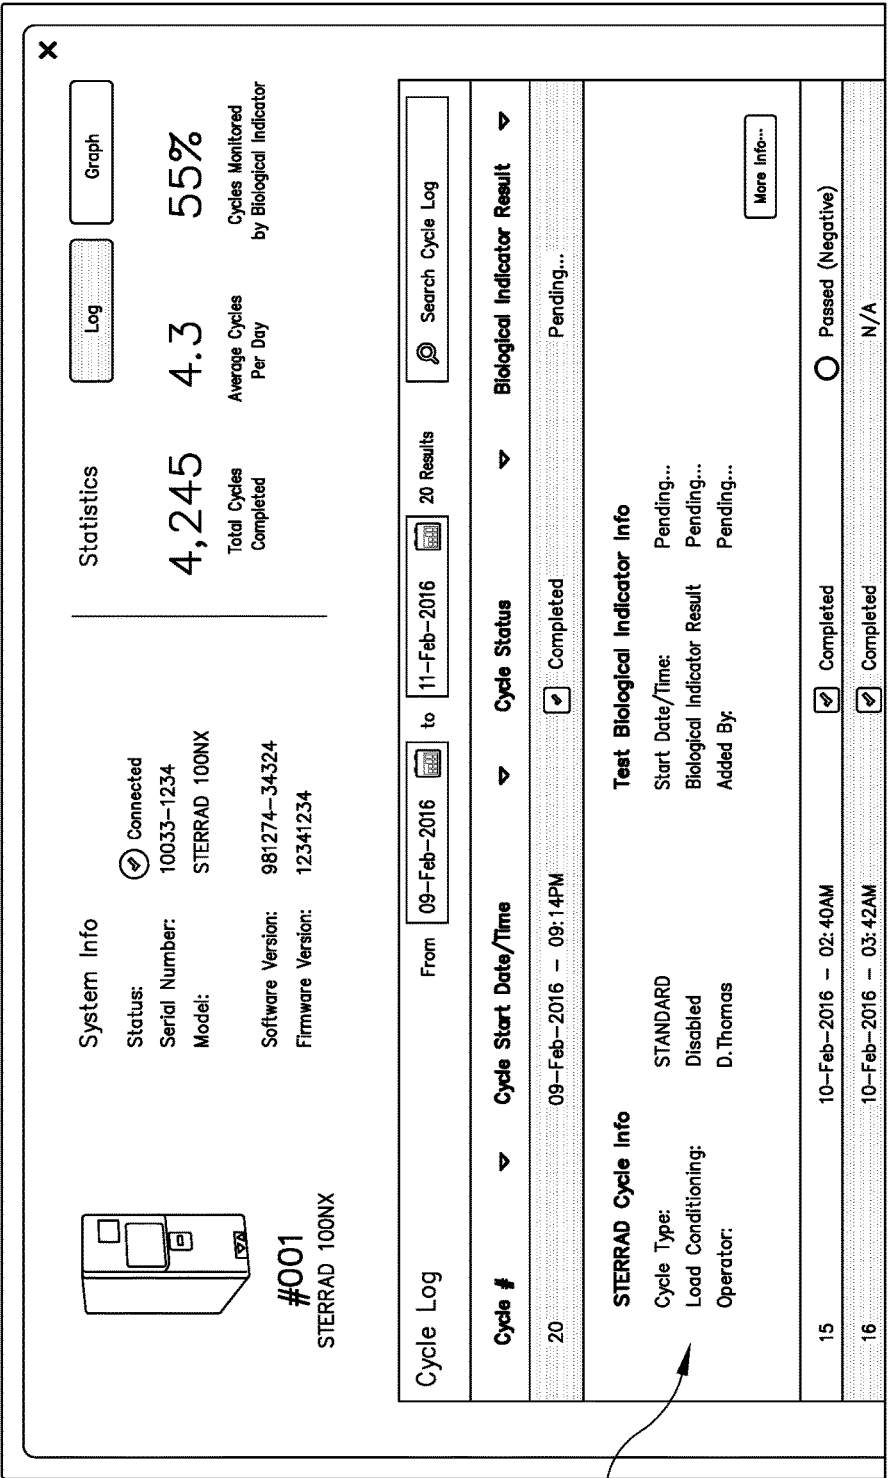 ✕
#001
STERRAD 100NX
System Info
Status: Connected
Serial Number: 10033-1234
Model: STERRAD 100NX
Software Version: 981274-34324
Firmware Version: 12341234
Statistics
Log Graph
4,245 4.3 55%
Total Cycles Average Cycles Cycles Monitored
Completed Per Day by Biological Indicator
Cycle Log From 09-Feb-2016 to 11-Feb-2016 20 Results Search Cycle Log
Cycle # Cycle Start Date/Time Cycle Status Biological Indicator Result
20 09-Feb-2016 - 09:14PM Completed Pending...
STERRAD Cycle Info Test Biological Indicator Info
Cycle Type: STANDARD Start Date/Time: Pending...
Load Conditioning: Disabled Biological Indicator Result Pending...
Operator: D.Thomas Added By: Pending...
More Info...
15 10-Feb-2016 - 02:40AM Completed Passed (Negative)
16 10-Feb-2016 - 03:42AM Completed N/A